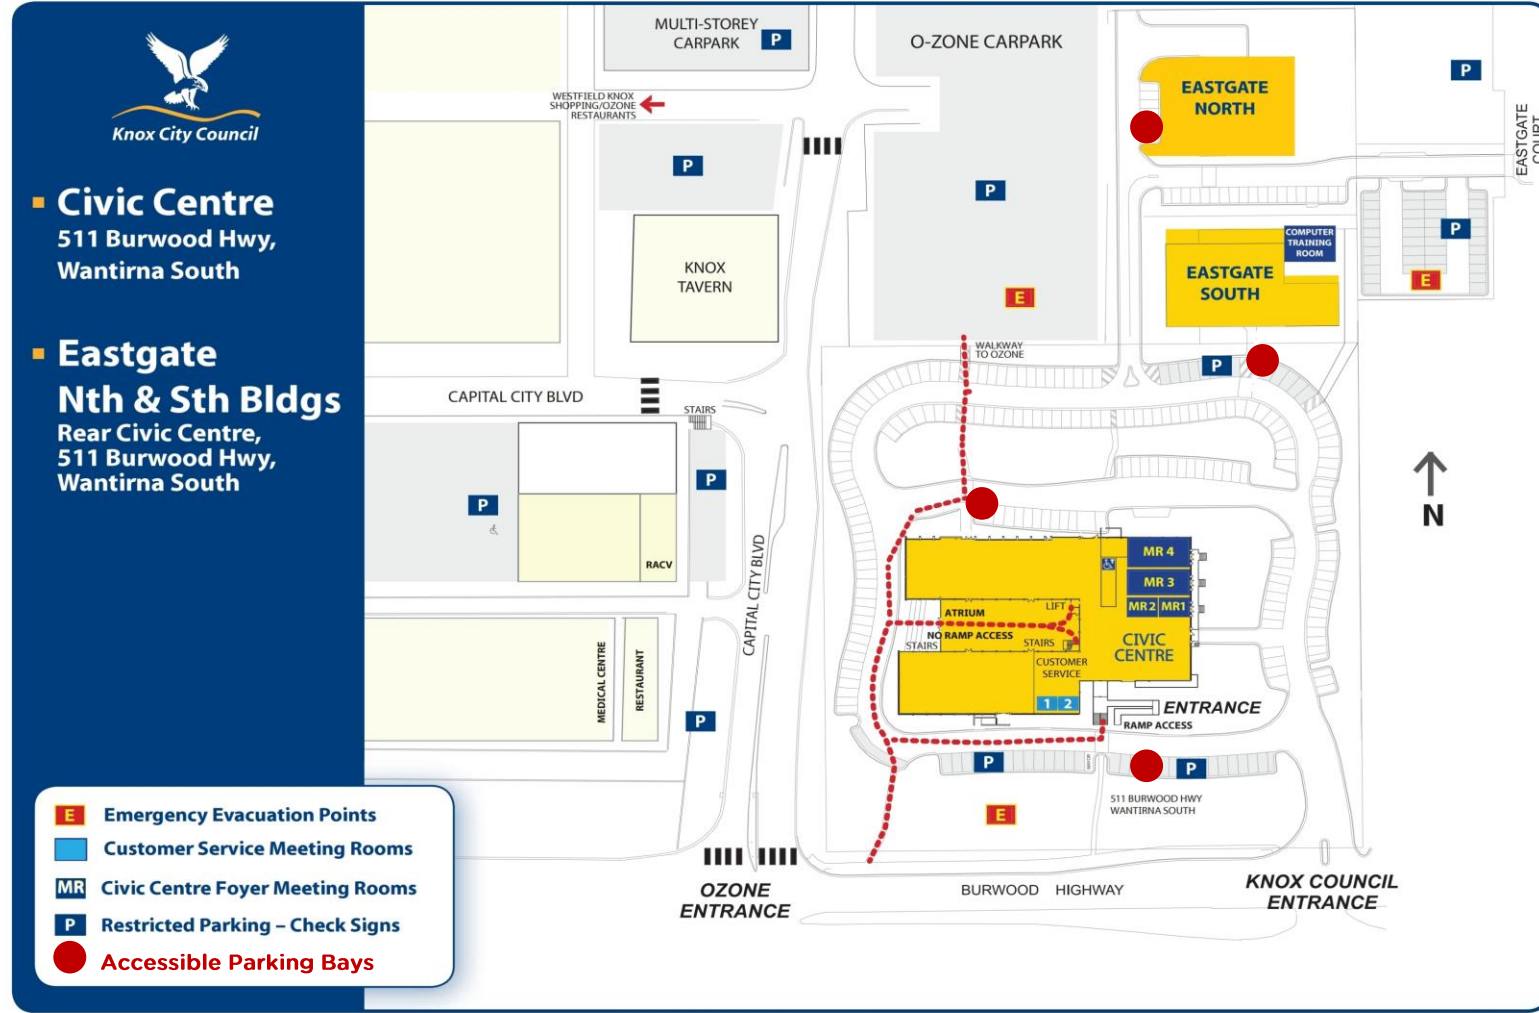 Knox City Council
Civic Centre
511 Burwood Hwy,
Wantirna South
Eastgate
Nth & Sth Bldgs
Rear Civic Centre,
511 Burwood Hwy,
Wantirna South
E Emergency Evacuation Points
Customer Service Meeting Rooms
MR Civic Centre Foyer Meeting Rooms
P Restricted Parking – Check Signs
Accessible Parking Bays
MULTI-STOREY
CARPARK
P
O-ZONE CARPARK
WESTFIELD KNOX
SHOPPING/OZONE
RESTAURANTS
P
P
EASTGATE
NORTH
P
EASTGATE
COURT
KNOX
TAVERN
E
COMPUTER
TRAINING
ROOM
EASTGATE
SOUTH
P
E
WALKWAY
TO OZONE
P
CAPITAL CITY BLVD
STAIRS
P
P
N
RACV
CAPITAL CITY BLVD
MR 4
MR 3
MR 2
MR1
LIFT
ATRIUM
NO RAMP ACCESS
STAIRS
STAIRS
CIVIC
CENTRE
CUSTOMER
SERVICE
1
2
ENTRANCE
RAMP ACCESS
MEDICAL CENTRE
RESTAURANT
P
P
P
511 BURWOOD HWY
WANTIRNA SOUTH
E
OZONE
ENTRANCE
BURWOOD HIGHWAY
KNOX COUNCIL
ENTRANCE